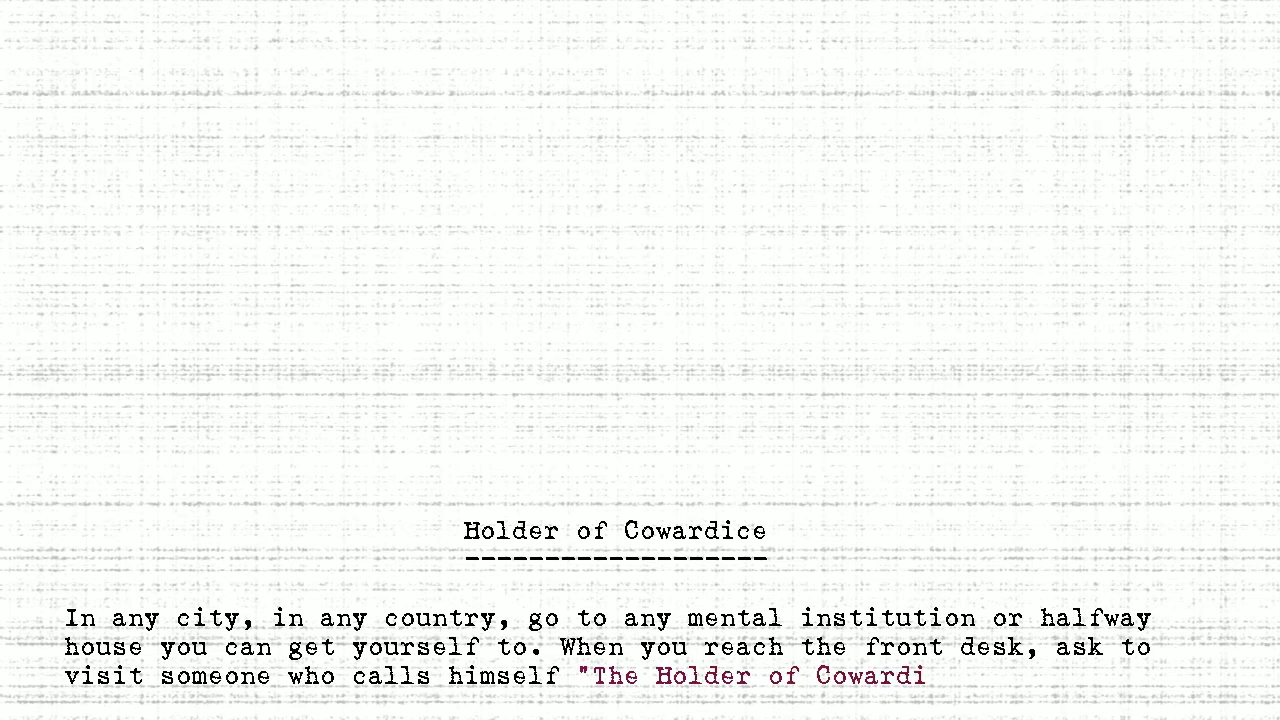 Holder of Cowardice
-------------------
In any city, in any country, go to any mental institution or halfway
house you can get yourself to. When you reach the front desk, ask to
visit someone who calls himself "The Holder of Cowardi